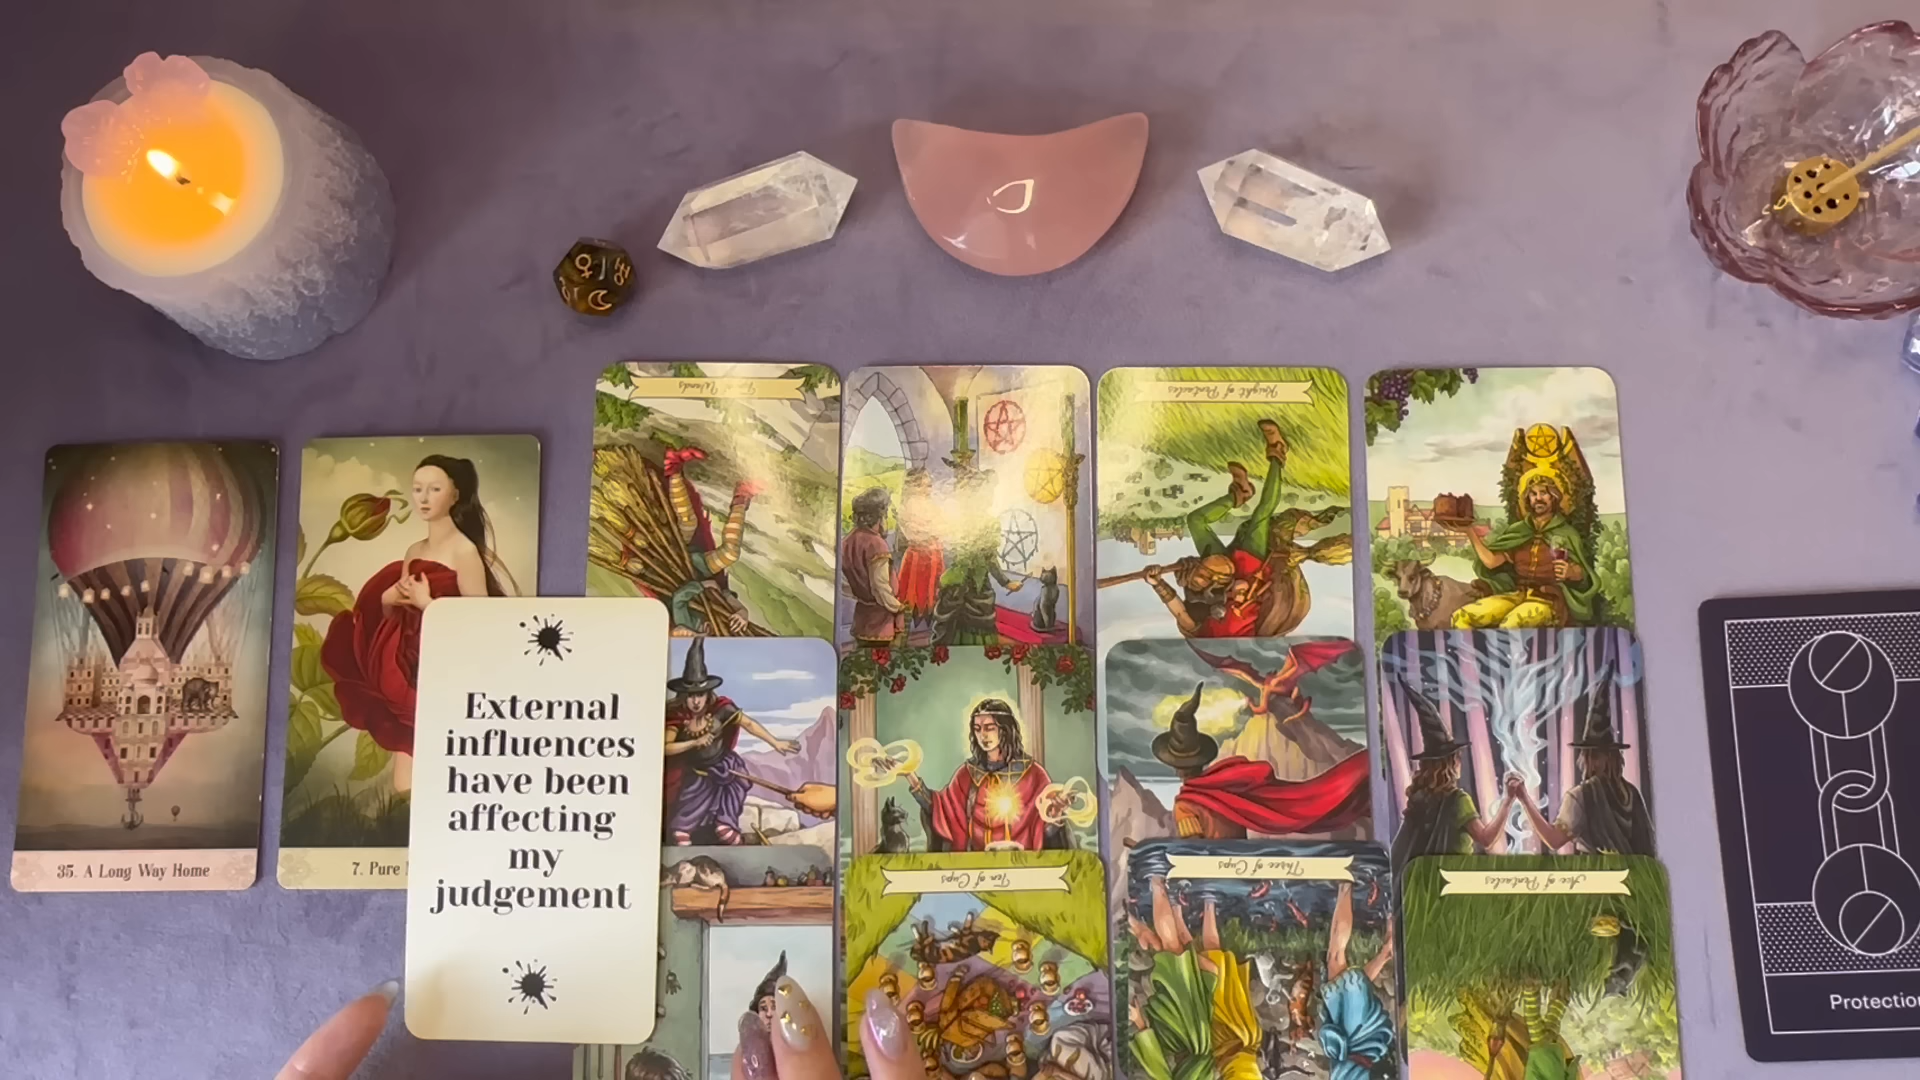 Knight of Pentacles
35. A Long Way Home
7. Pure
External
influences
have been
affecting
my
judgement
Ten of Cups
Three of Cups
Ace of Pentacles
Protection